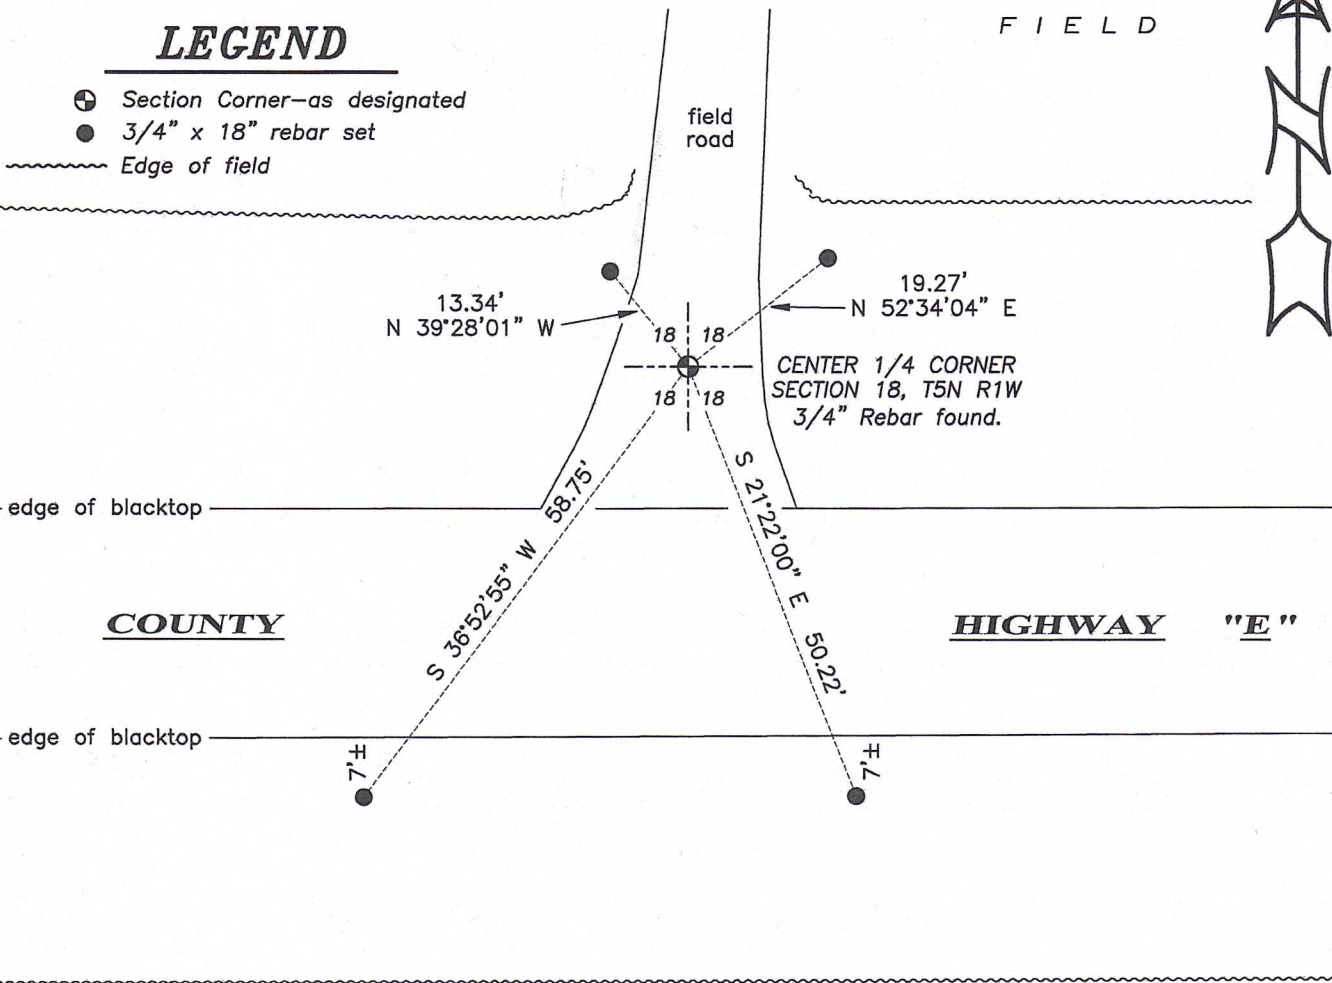 LEGEND
Section Corner-as designated
3/4" x 18" rebar set
Edge of field
FIELD
field
road
N
13.34'
N 39°28'01" W
19.27'
N 52°34'04" E
18 18
18 18
CENTER 1/4 CORNER
SECTION 18, T5N R1W
3/4" Rebar found.
edge of blacktop
S 36°52'55" W 58.75'
S 21°22'00" E 50.22'
COUNTY HIGHWAY "E"
edge of blacktop
7'±
7'±